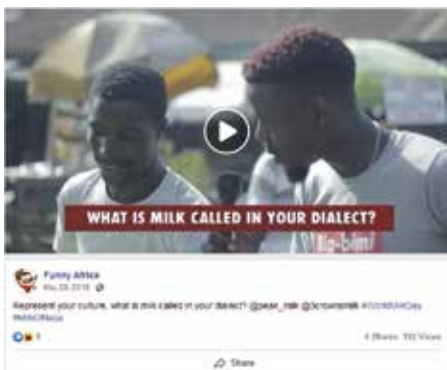 WHAT IS MILK CALLED IN YOUR DIALECT?
Funny Africa
Represent your culture, what is milk called in your dialect? @peak_milk @3crownsmilk
Share